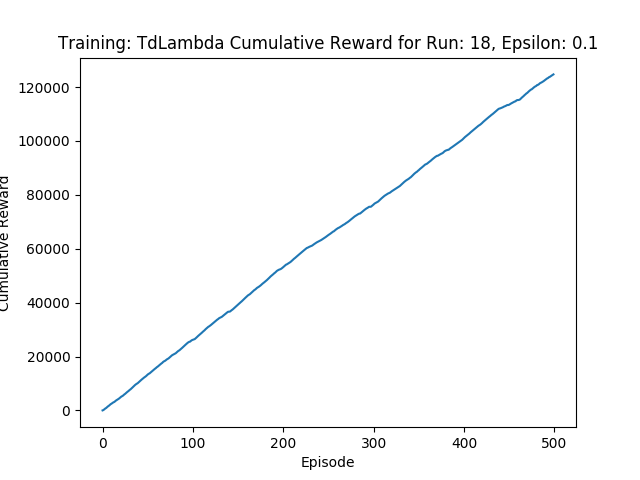 Training: TdLambda Cumulative Reward for Run: 18, Epsilon: 0.1
120000
100000
80000
60000
40000
20000
0
Cumulative Reward
0 100 200 300 400 500
Episode